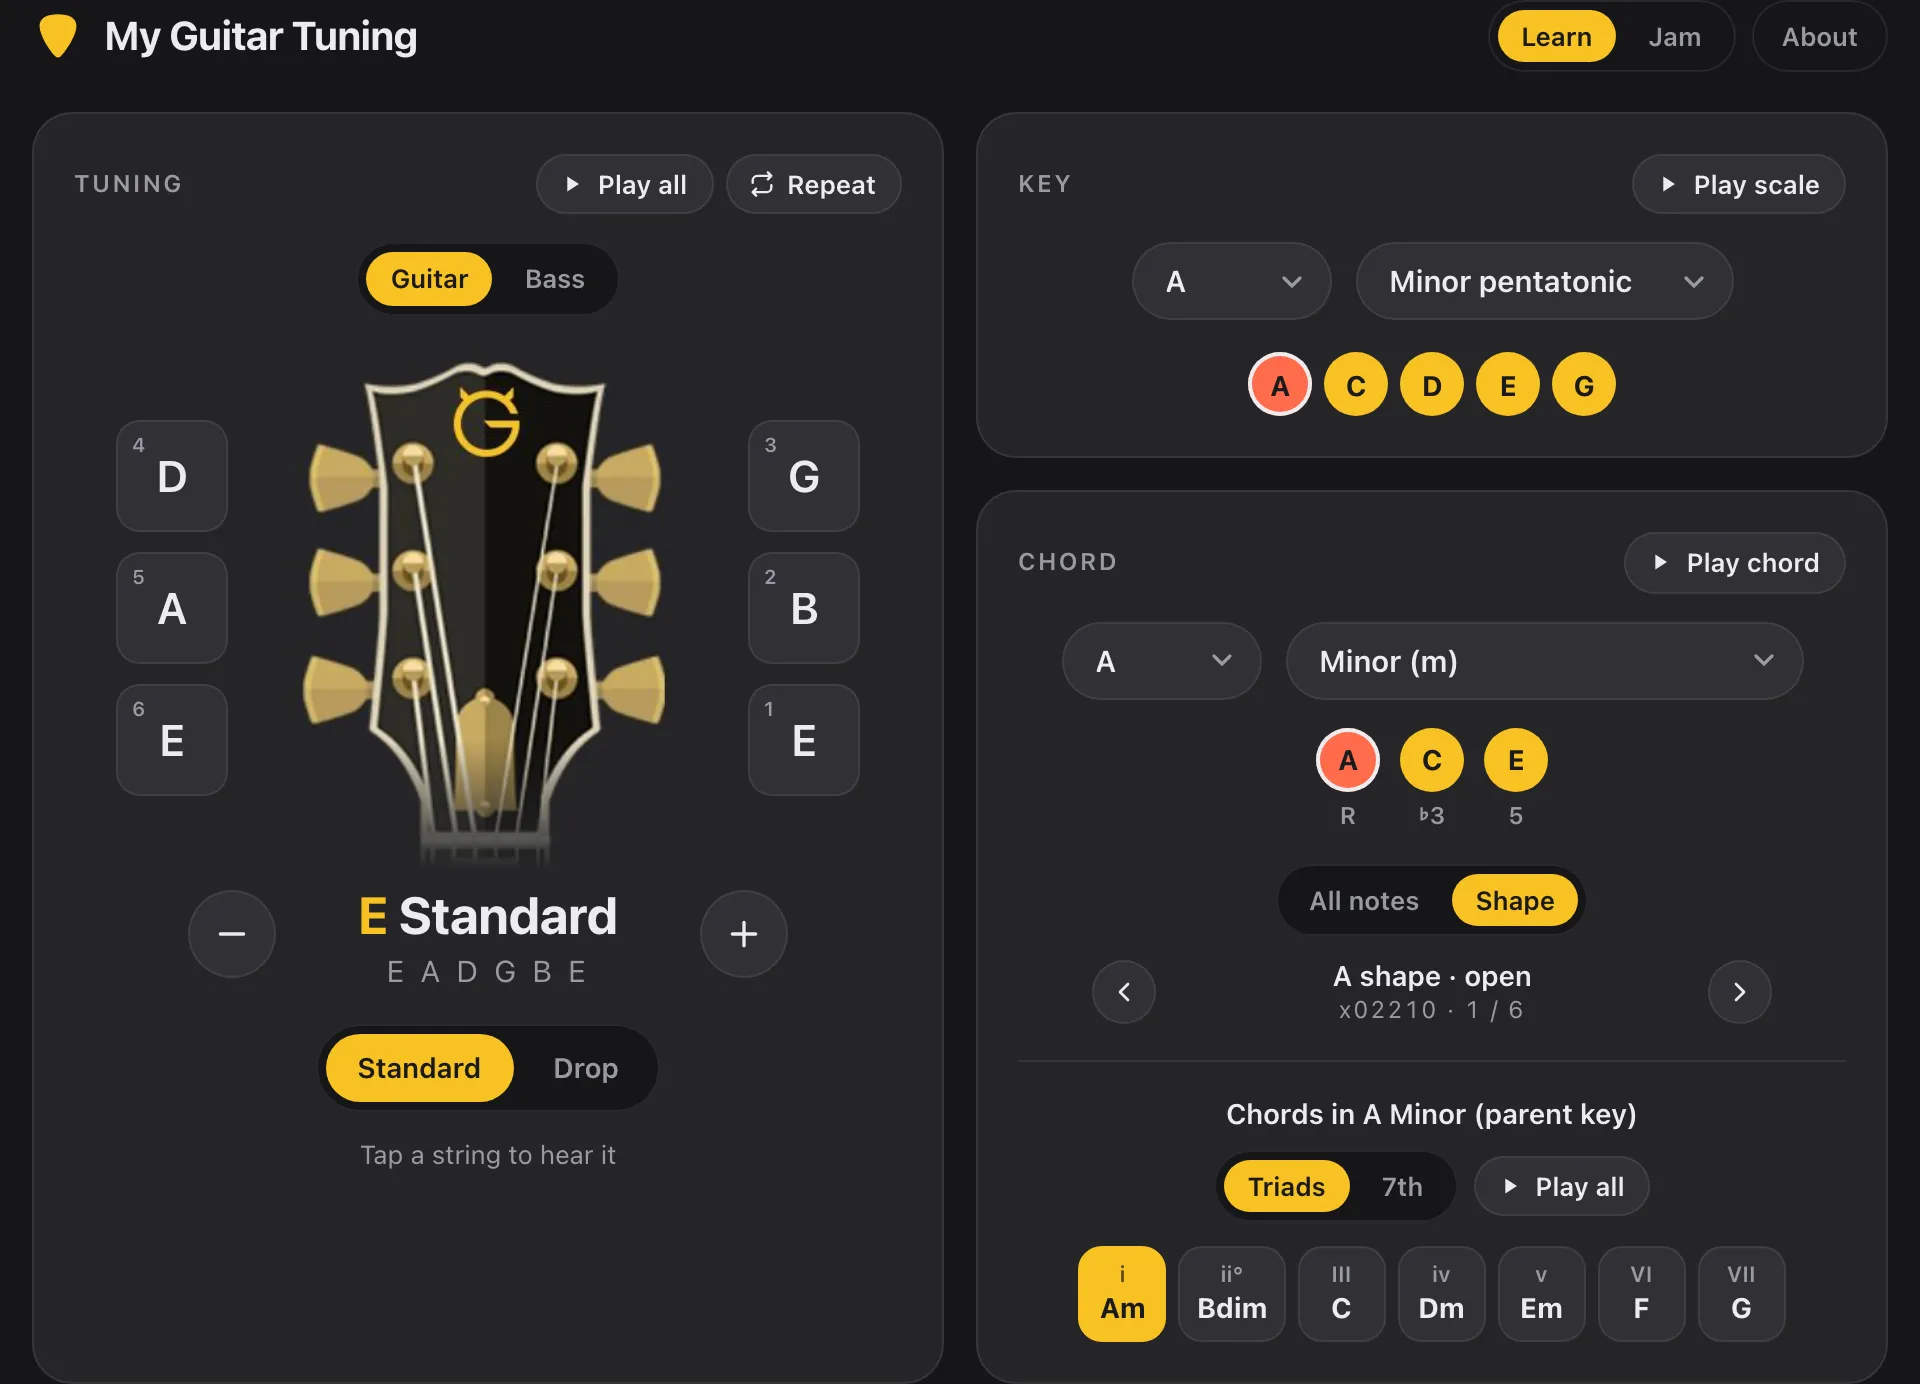 My Guitar Tuning
Learn
Jam
About
TUNING
Play all
Repeat
Guitar
Bass
G
4
D
3
G
5
A
2
B
6
E
1
E
E Standard
E A D G B E
Standard
Drop
Tap a string to hear it
KEY
Play scale
A
Minor pentatonic
A C D E G
CHORD
Play chord
A
Minor (m)
A C E
R ♭3 5
All notes
Shape
A shape · open
x02210 · 1 / 6
Chords in A Minor (parent key)
Triads
7th
Play all
i
Am
ii°
Bdim
III
C
iv
Dm
v
Em
VI
F
VII
G